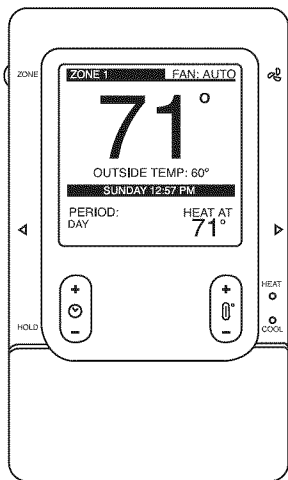 ZONE
ZONE 1 FAN: AUTO
71°
OUTSIDE TEMP: 60°
SUNDAY 12:57 PM
PERIOD: HEAT AT
DAY 71°
+ +
- -
HOLD
HEAT
COOL